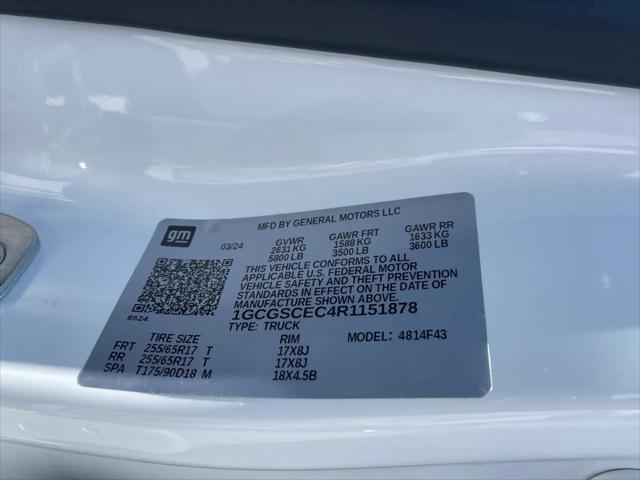 MFD BY GENERAL MOTORS LLC
gm 03/24 GVWR GAWR FRT GAWR RR
2631 KG 1588 KG 1633 KG
5800 LB 3500 LB 3600 LB
THIS VEHICLE CONFORMS TO ALL
APPLICABLE U.S. FEDERAL MOTOR
VEHICLE SAFETY AND THEFT PREVENTION
STANDARDS IN EFFECT ON THE DATE OF
MANUFACTURE SHOWN ABOVE.
8624 1GCGSCEC4R1151878
TYPE: TRUCK MODEL: 4814F43
TIRE SIZE RIM
FRT 255/65R17 T 17X8J
RR 255/65R17 T 17X8J
SPA T175/90D18 M 18X4.5B